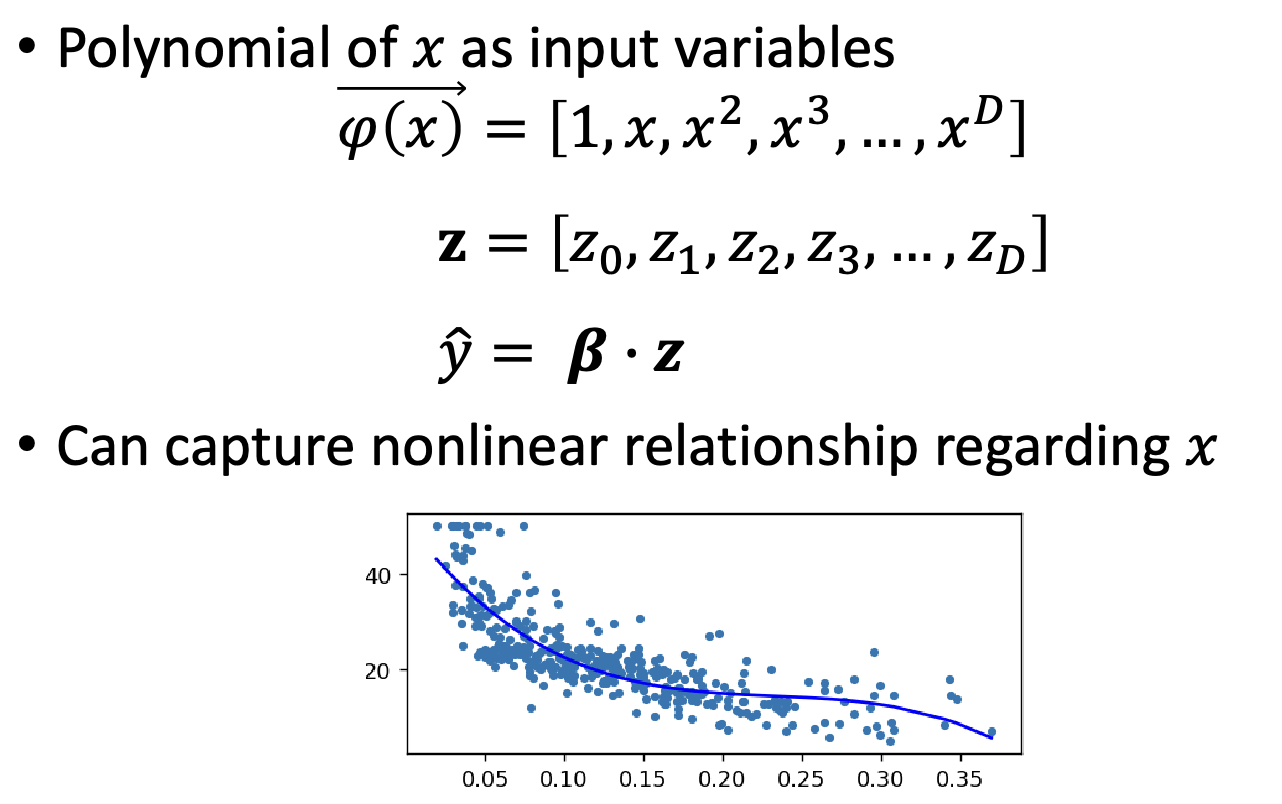 • Polynomial of x as input variables
$\overrightarrow{\varphi(x)} = [1, x, x^2, x^3, \ldots, x^D]$
$\mathbf{z} = [z_0, z_1, z_2, z_3, \ldots, z_D]$
$\hat{y} = \boldsymbol{\beta} \cdot \boldsymbol{z}$
• Can capture nonlinear relationship regarding x
40
20
0.05 0.10 0.15 0.20 0.25 0.30 0.35